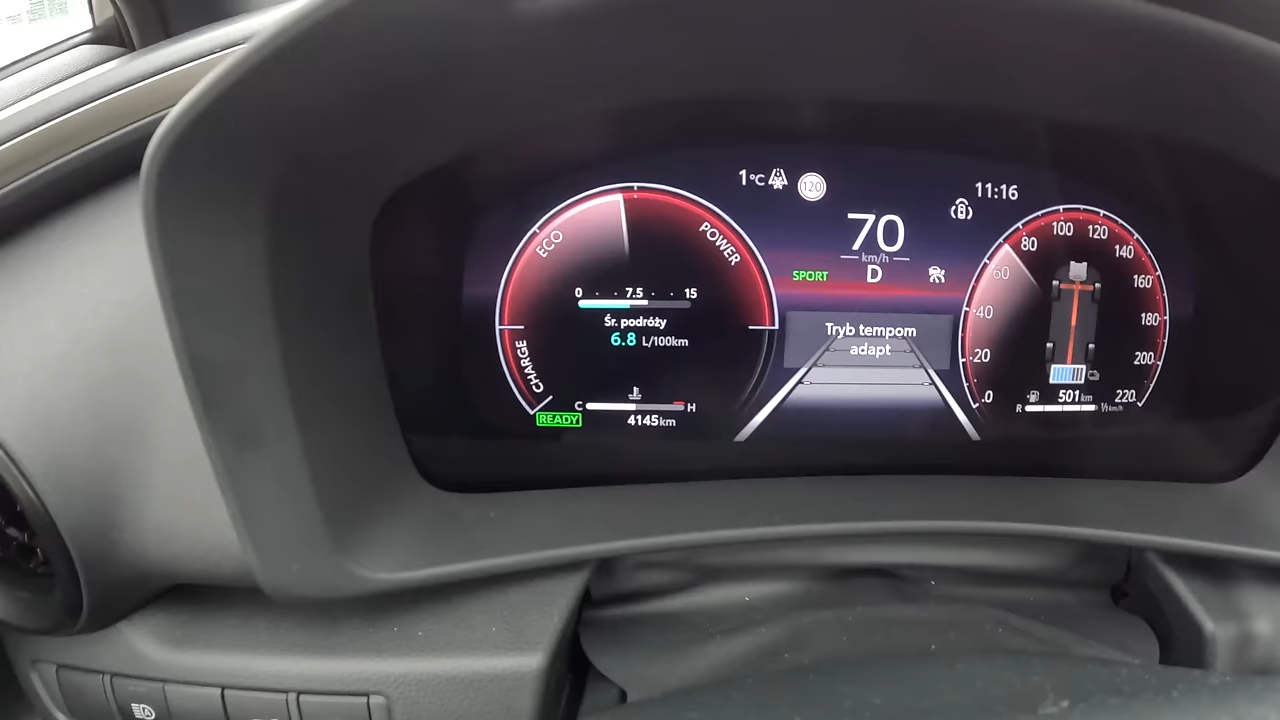 1°C
120
11:16
70
km/h
SPORT
D
ECO
POWER
CHARGE
0 7.5 15
Śr. podróży
6.8 L/100km
C H
READY
4145 km
Tryb tempom
adapt
.0
20
40
60
80
100
120
140
160
180
200
220
km/h
501 km
R 1/1